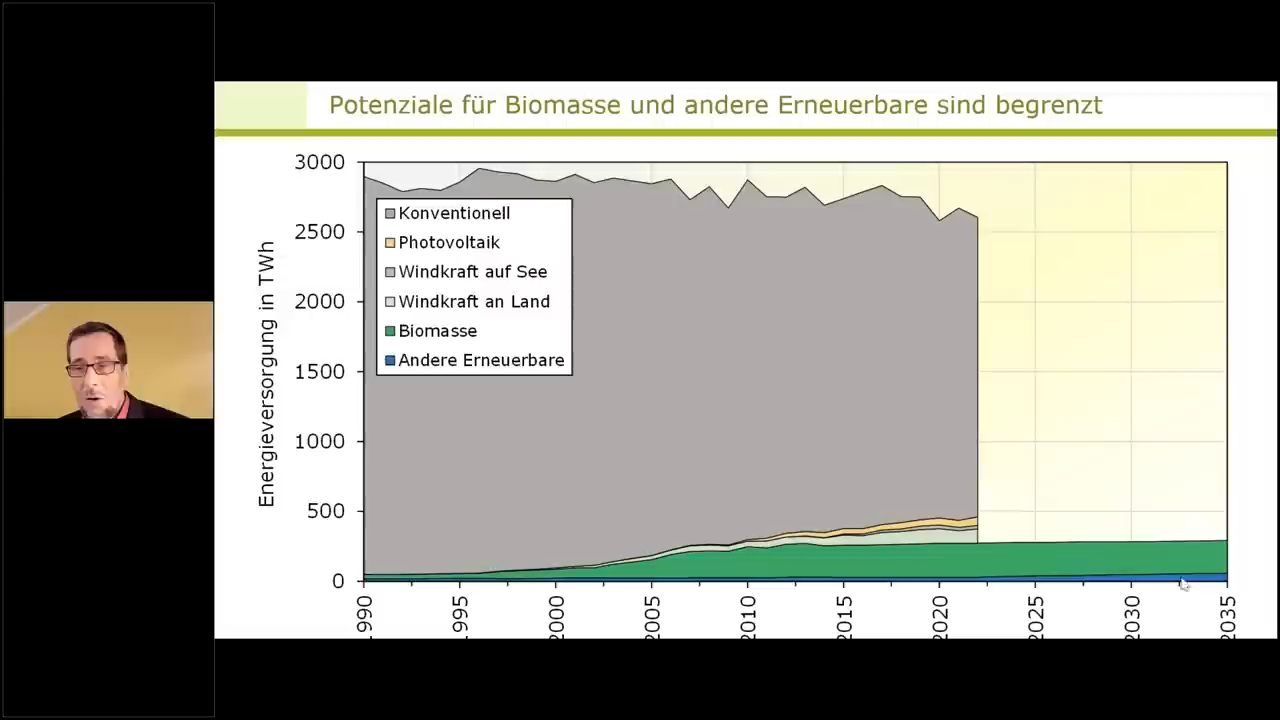 Potenziale für Biomasse und andere Erneuerbare sind begrenzt
Energieversorgung in TWh
3000
2500
2000
1500
1000
500
0
Konventionell
Photovoltaik
Windkraft auf See
Windkraft an Land
Biomasse
Andere Erneuerbare
990
995
2000
2005
2010
2015
2020
2025
2030
2035